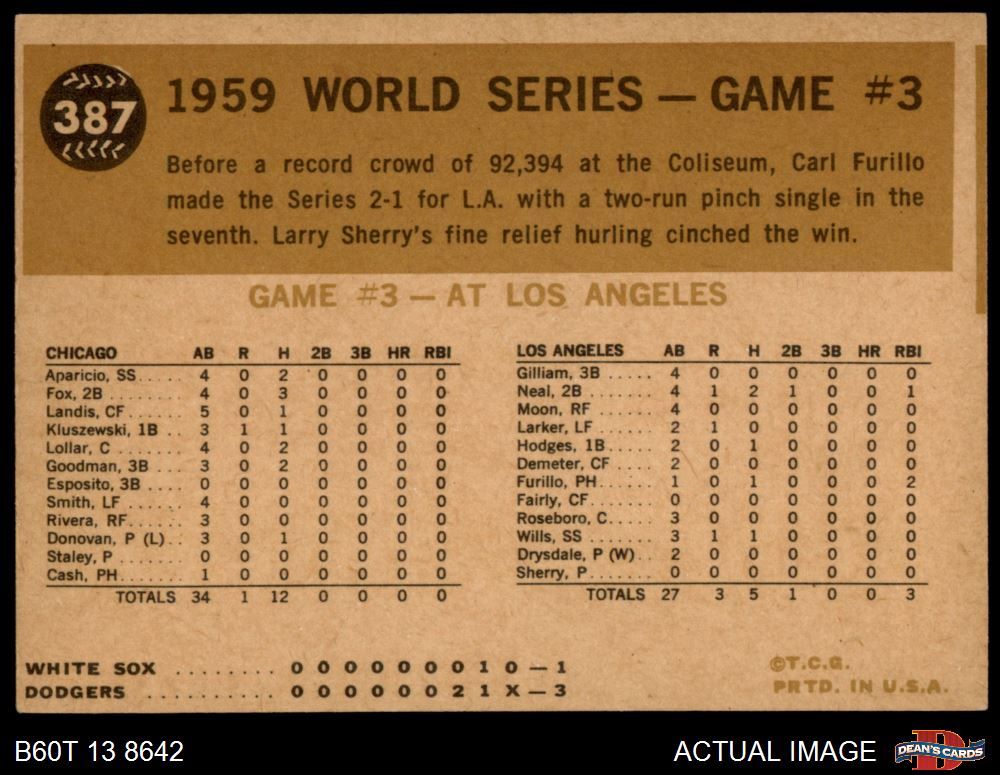 387
1959 WORLD SERIES — GAME #3
Before a record crowd of 92,394 at the Coliseum, Carl Furillo
made the Series 2-1 for L.A. with a two-run pinch single in the
seventh. Larry Sherry's fine relief hurling cinched the win.
GAME #3 — AT LOS ANGELES
CHICAGO AB R H 2B 3B HR RBI
Aparicio, SS..... 4 0 2 0 0 0 0
Fox, 2B ........ 4 0 3 0 0 0 0
Landis, CF...... 5 0 1 0 0 0 0
Kluszewski, 1B .. 3 1 1 0 0 0 0
Lollar, C ....... 4 0 2 0 0 0 0
Goodman, 3B .... 3 0 2 0 0 0 0
Esposito, 3B .... 0 0 0 0 0 0 0
Smith, LF ....... 4 0 0 0 0 0 0
Rivera, RF...... 3 0 0 0 0 0 0
Donovan, P (L).. 3 0 1 0 0 0 0
Staley, P ....... 0 0 0 0 0 0 0
Cash, PH....... 1 0 0 0 0 0 0
TOTALS 34 1 12 0 0 0 0
LOS ANGELES AB R H 2B 3B HR RBI
Gilliam, 3B ..... 4 0 0 0 0 0 0
Neal, 2B ....... 4 1 2 1 0 0 1
Moon, RF ...... 4 0 0 0 0 0 0
Larker, LF ...... 2 1 0 0 0 0 0
Hodges, 1B..... 2 0 1 0 0 0 0
Demeter, CF .... 2 0 0 0 0 0 0
Furillo, PH...... 1 0 1 0 0 0 2
Fairly, CF....... 0 0 0 0 0 0 0
Roseboro, C..... 3 0 0 0 0 0 0
Wills, SS ....... 3 1 1 0 0 0 0
Drysdale, P (W).. 2 0 0 0 0 0 0
Sherry, P....... 0 0 0 0 0 0 0
TOTALS 27 3 5 1 0 0 3
WHITE SOX ........ 0 0 0 0 0 0 0 1 0 — 1
DODGERS .......... 0 0 0 0 0 0 2 1 X — 3
©T.C.G.
PRTD. IN U.S.A.
B60T 13 8642
ACTUAL IMAGE
DEAN'S CARDS